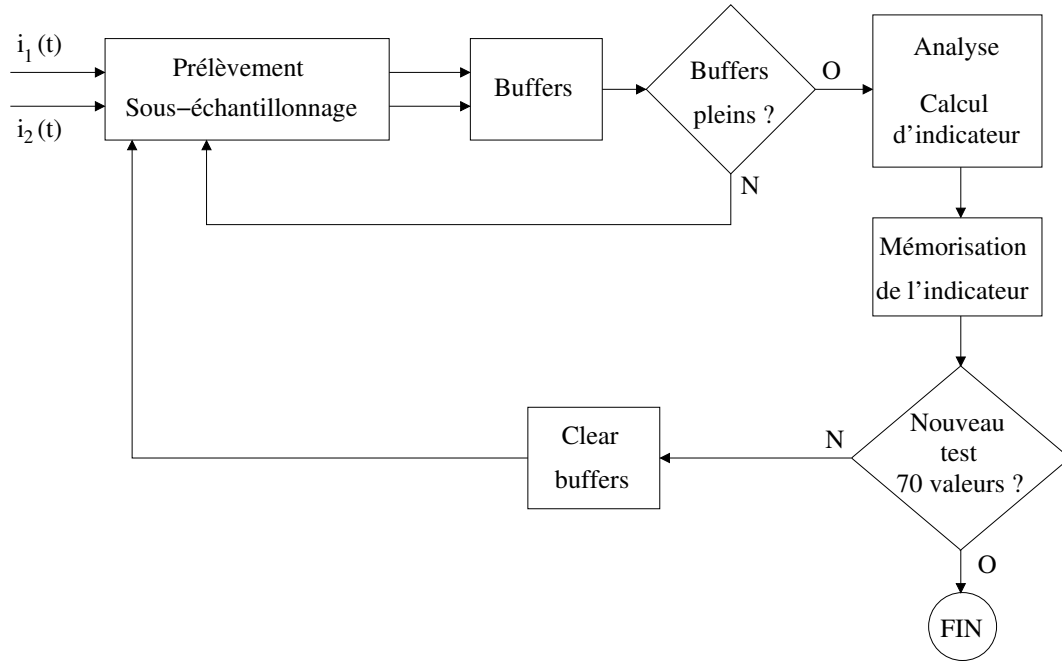 i1(t)
i2(t)
Prélèvement
Sous−échantillonnage
Buffers
Buffers
pleins ?
O
N
Analyse
Calcul
d'indicateur
Mémorisation
de l'indicateur
Nouveau
test
70 valeurs ?
N
Clear
buffers
O
FIN